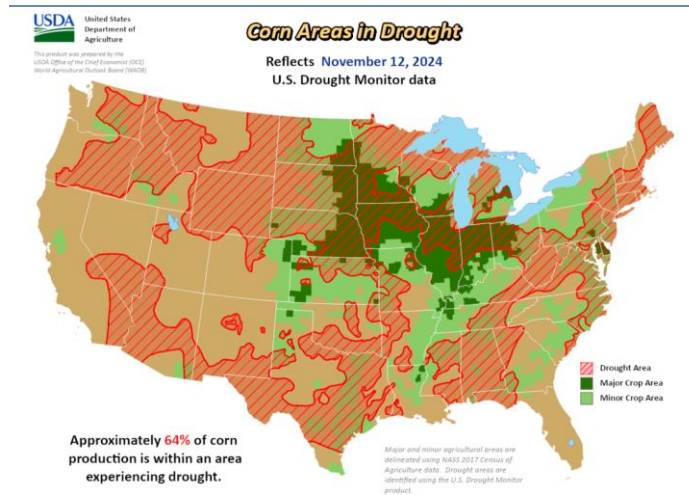 USDA
United States
Department of
Agriculture
This product was prepared by the
USDA Office of the Chief Economist (OCE)
World Agricultural Outlook Board (WAOB)
Corn Areas in Drought
Reflects November 12, 2024
U.S. Drought Monitor data
Drought Area
Major Crop Area
Minor Crop Area
Approximately 64% of corn
production is within an area
experiencing drought.
Major and minor agricultural areas are
delineated using NASS 2017 Census of
Agriculture data. Drought areas are
identified using the U.S. Drought Monitor
product.